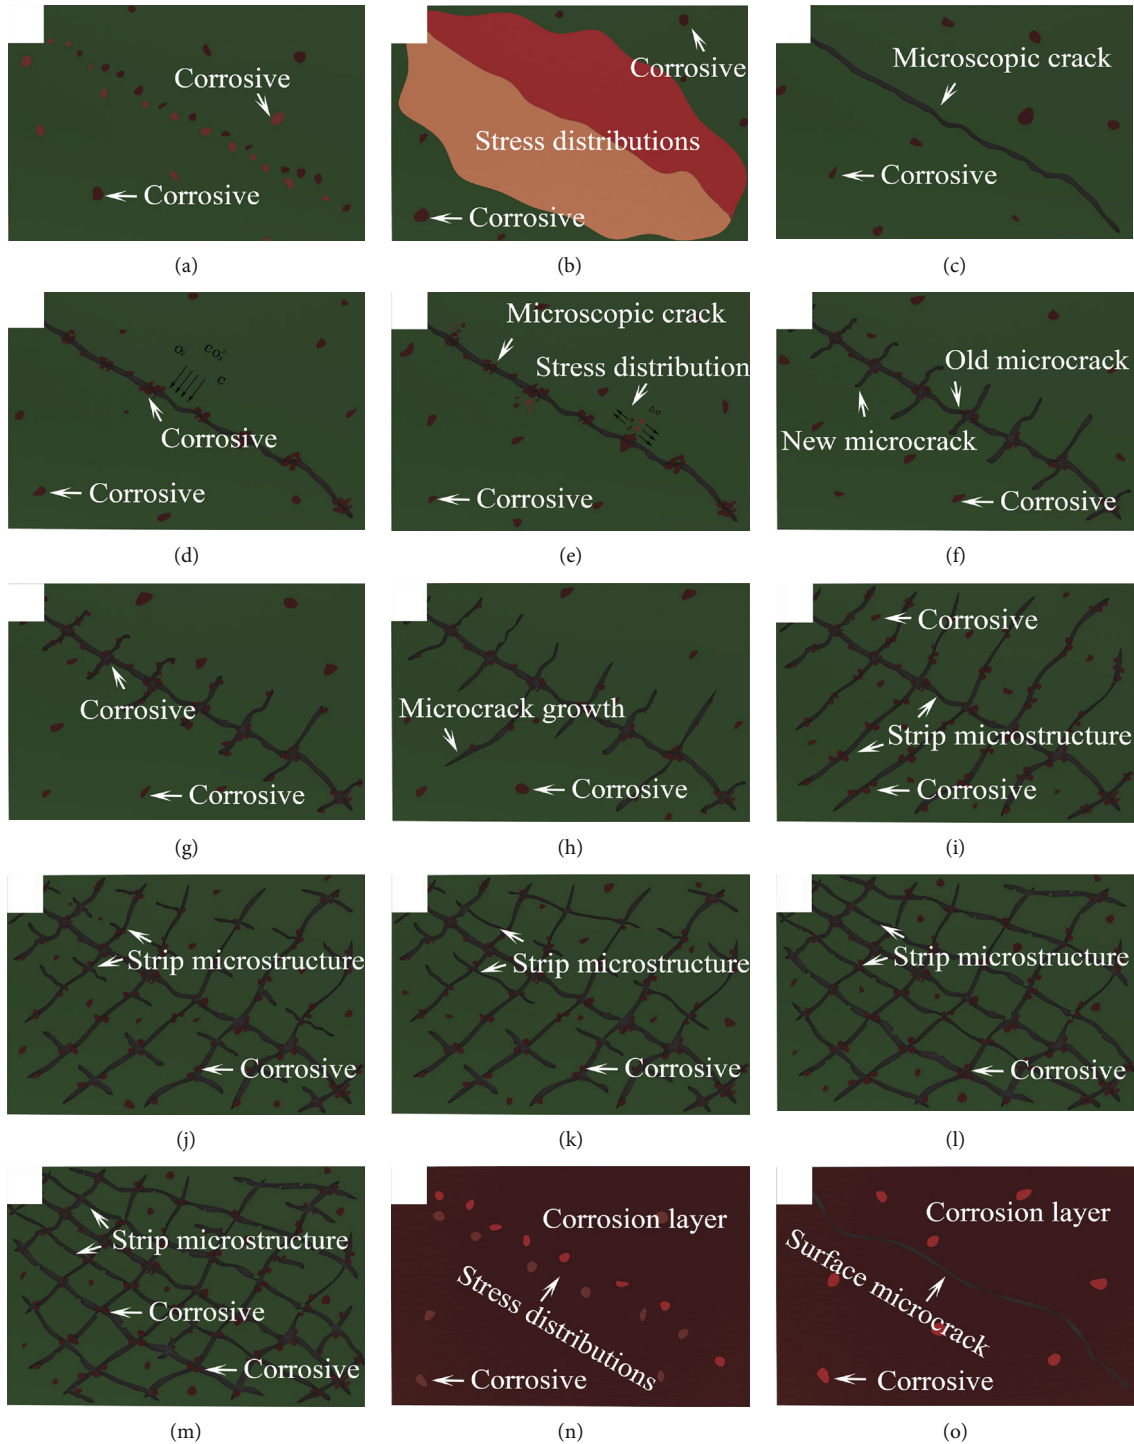 Corrosive
Corrosive
(a)
Corrosive
Stress distributions
Corrosive
(b)
Microscopic crack
Corrosive
(c)
Corrosive
Corrosive
(d)
Microscopic crack
Stress distribution
Corrosive
(e)
Old microcrack
New microcrack
Corrosive
(f)
Corrosive
Corrosive
(g)
Microcrack growth
Corrosive
(h)
Corrosive
Strip microstructure
Corrosive
(i)
Strip microstructure
Corrosive
(j)
Strip microstructure
Corrosive
(k)
Strip microstructure
Corrosive
(l)
Strip microstructure
Corrosive
Corrosive
(m)
Corrosion layer
Stress distributions
Corrosive
(n)
Corrosion layer
Surface microcrack
Corrosive
(o)